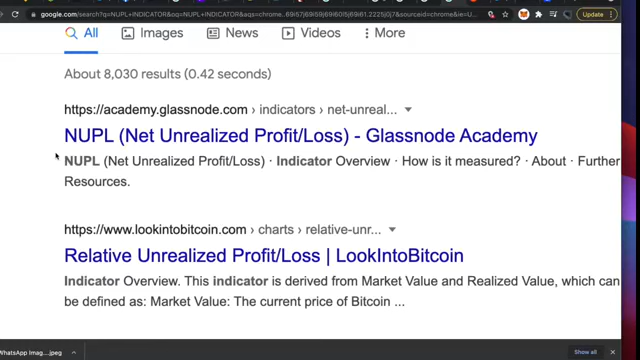 google.com/search?q=NUPL+INDICATOR&oq=NUPL+INDICATOR&aqs=chrome..69i57j69i59j69i60l5j69i61.2225j0j7&sourceid=chrome&ie=U...
Update
All
Images
News
Videos
More
About 8,030 results (0.42 seconds)
https://academy.glassnode.com › indicators › net-unreal...
NUPL (Net Unrealized Profit/Loss) - Glassnode Academy
NUPL (Net Unrealized Profit/Loss) · Indicator Overview · How is it measured? · About · Further
Resources.
https://www.lookintobitcoin.com › charts › relative-unr...
Relative Unrealized Profit/Loss | LookIntoBitcoin
Indicator Overview. This indicator is derived from Market Value and Realized Value, which can
be defined as: Market Value: The current price of Bitcoin ...
WhatsApp Imag....jpeg
Show all